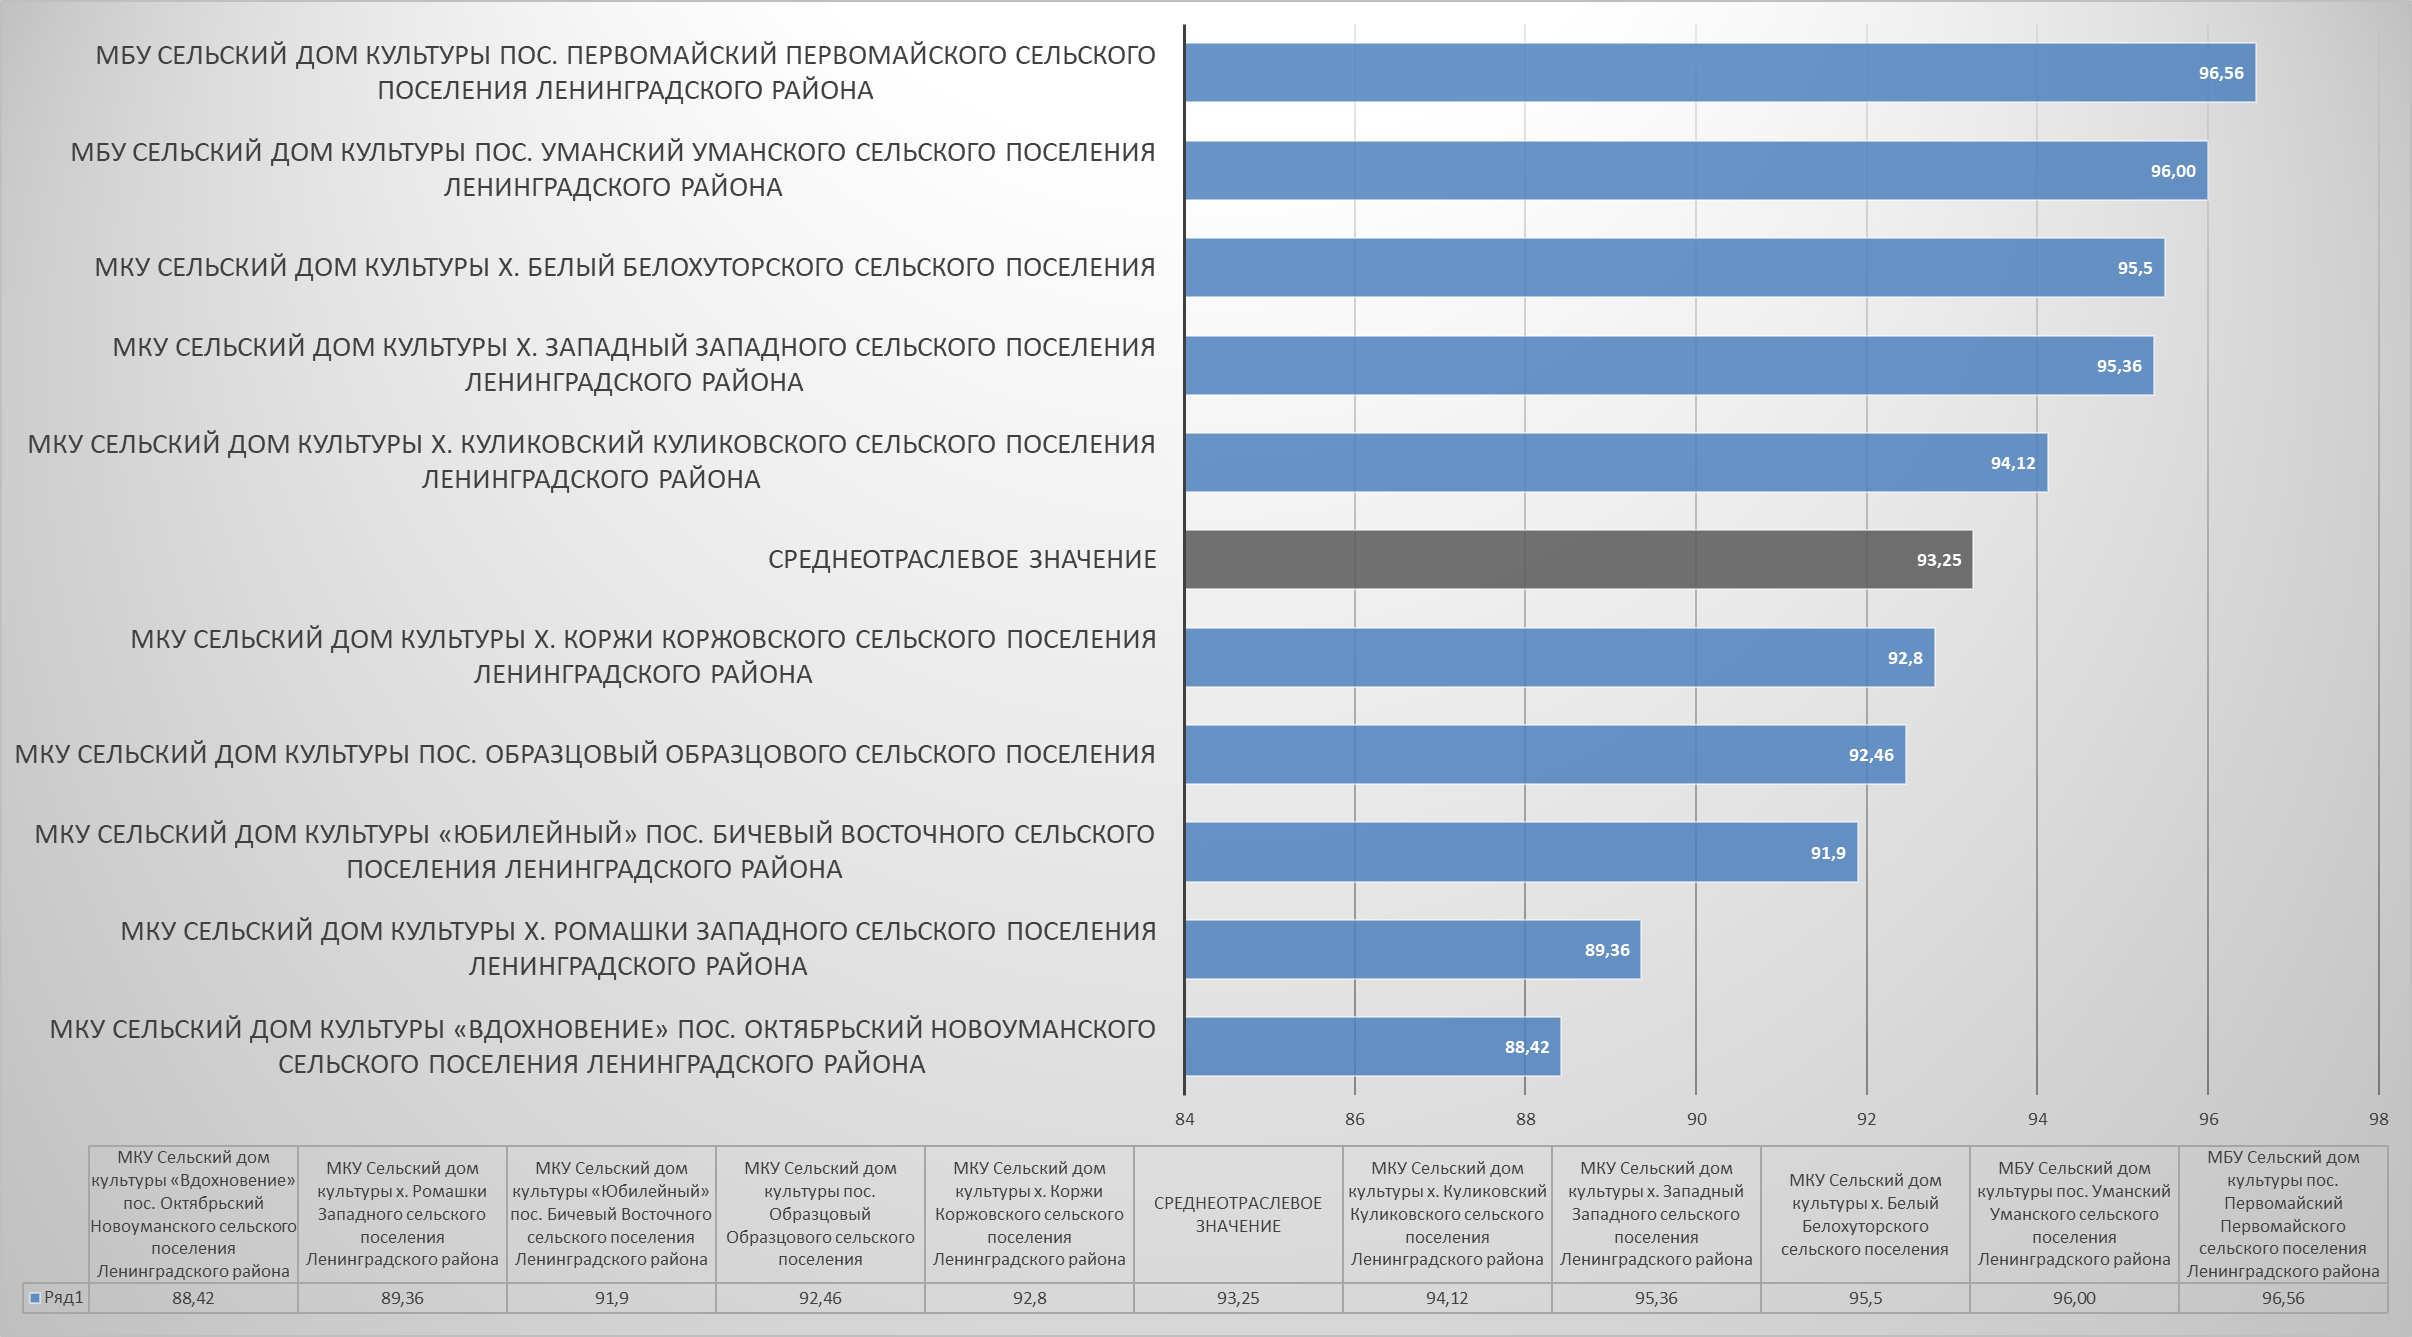 МБУ СЕЛЬСКИЙ ДОМ КУЛЬТУРЫ ПОС. ПЕРВОМАЙСКИЙ ПЕРВОМАЙСКОГО СЕЛЬСКОГО
ПОСЕЛЕНИЯ ЛЕНИНГРАДСКОГО РАЙОНА
96,56
МБУ СЕЛЬСКИЙ ДОМ КУЛЬТУРЫ ПОС. УМАНСКИЙ УМАНСКОГО СЕЛЬСКОГО ПОСЕЛЕНИЯ
ЛЕНИНГРАДСКОГО РАЙОНА
96,00
МКУ СЕЛЬСКИЙ ДОМ КУЛЬТУРЫ Х. БЕЛЫЙ БЕЛОХУТОРСКОГО СЕЛЬСКОГО ПОСЕЛЕНИЯ
95,5
МКУ СЕЛЬСКИЙ ДОМ КУЛЬТУРЫ Х. ЗАПАДНЫЙ ЗАПАДНОГО СЕЛЬСКОГО ПОСЕЛЕНИЯ
ЛЕНИНГРАДСКОГО РАЙОНА
95,36
МКУ СЕЛЬСКИЙ ДОМ КУЛЬТУРЫ Х. КУЛИКОВСКИЙ КУЛИКОВСКОГО СЕЛЬСКОГО ПОСЕЛЕНИЯ
ЛЕНИНГРАДСКОГО РАЙОНА
94,12
СРЕДНЕОТРАСЛЕВОЕ ЗНАЧЕНИЕ
93,25
МКУ СЕЛЬСКИЙ ДОМ КУЛЬТУРЫ Х. КОРЖИ КОРЖОВСКОГО СЕЛЬСКОГО ПОСЕЛЕНИЯ
ЛЕНИНГРАДСКОГО РАЙОНА
92,8
МКУ СЕЛЬСКИЙ ДОМ КУЛЬТУРЫ ПОС. ОБРАЗЦОВЫЙ ОБРАЗЦОВОГО СЕЛЬСКОГО ПОСЕЛЕНИЯ
92,46
МКУ СЕЛЬСКИЙ ДОМ КУЛЬТУРЫ «ЮБИЛЕЙНЫЙ» ПОС. БИЧЕВЫЙ ВОСТОЧНОГО СЕЛЬСКОГО
ПОСЕЛЕНИЯ ЛЕНИНГРАДСКОГО РАЙОНА
91,9
МКУ СЕЛЬСКИЙ ДОМ КУЛЬТУРЫ Х. РОМАШКИ ЗАПАДНОГО СЕЛЬСКОГО ПОСЕЛЕНИЯ
ЛЕНИНГРАДСКОГО РАЙОНА
89,36
МКУ СЕЛЬСКИЙ ДОМ КУЛЬТУРЫ «ВДОХНОВЕНИЕ» ПОС. ОКТЯБРЬСКИЙ НОВОУМАНСКОГО
СЕЛЬСКОГО ПОСЕЛЕНИЯ ЛЕНИНГРАДСКОГО РАЙОНА
88,42
84 86 88 90 92 94 96 98
МКУ Сельский дом
культуры «Вдохновение»
пос. Октябрьский
Новоуманского сельского
поселения
Ленинградского района
МКУ Сельский дом
культуры х. Ромашки
Западного сельского
поселения
Ленинградского района
МКУ Сельский дом
культуры «Юбилейный»
пос. Бичевый Восточного
сельского поселения
Ленинградского района
МКУ Сельский дом
культуры пос.
Образцовый
Образцового сельского
поселения
МКУ Сельский дом
культуры х. Коржи
Коржовского сельского
поселения
Ленинградского района
СРЕДНЕОТРАСЛЕВОЕ
ЗНАЧЕНИЕ
МКУ Сельский дом
культуры х. Куликовский
Куликовского сельского
поселения
Ленинградского района
МКУ Сельский дом
культуры х. Западный
Западного сельского
поселения
Ленинградского района
МКУ Сельский дом
культуры х. Белый
Белохуторского
сельского поселения
МБУ Сельский дом
культуры пос. Уманский
Уманского сельского
поселения
Ленинградского района
МБУ Сельский дом
культуры пос.
Первомайский
Первомайского
сельского поселения
Ленинградского района
Ряд1 88,42 89,36 91,9 92,46 92,8 93,25 94,12 95,36 95,5 96,00 96,56